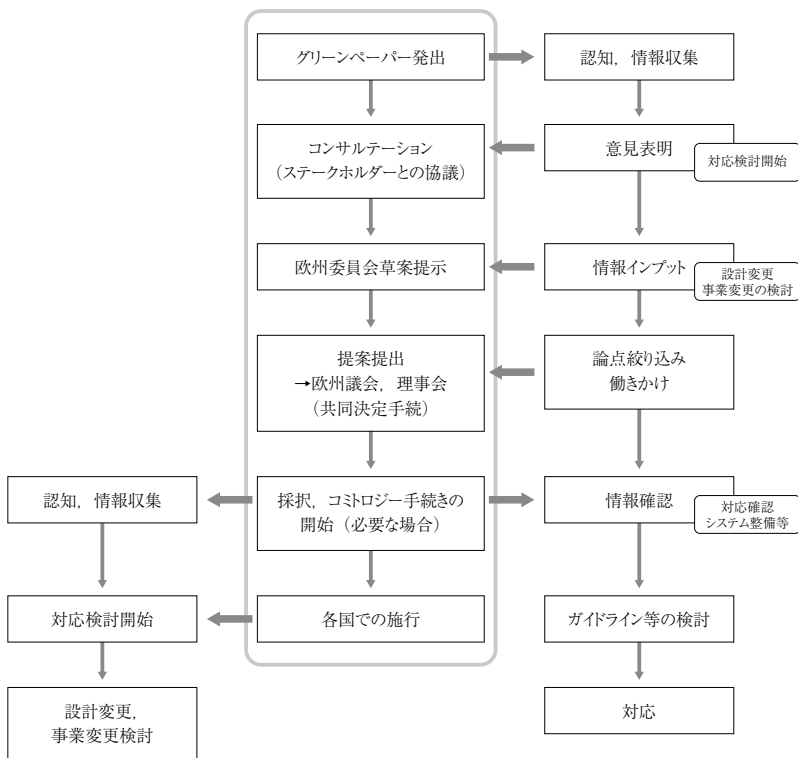 グリーンペーパー発出
認知，情報収集
コンサルテーション
（ステークホルダーとの協議）
意見表明
対応検討開始
欧州委員会草案提示
情報インプット
設計変更
事業変更の検討
提案提出
→欧州議会，理事会
（共同決定手続）
論点絞り込み
働きかけ
認知，情報収集
採択，コミトロジー手続きの
開始（必要な場合）
情報確認
対応確認
システム整備等
対応検討開始
各国での施行
ガイドライン等の検討
設計変更，
事業変更検討
対応